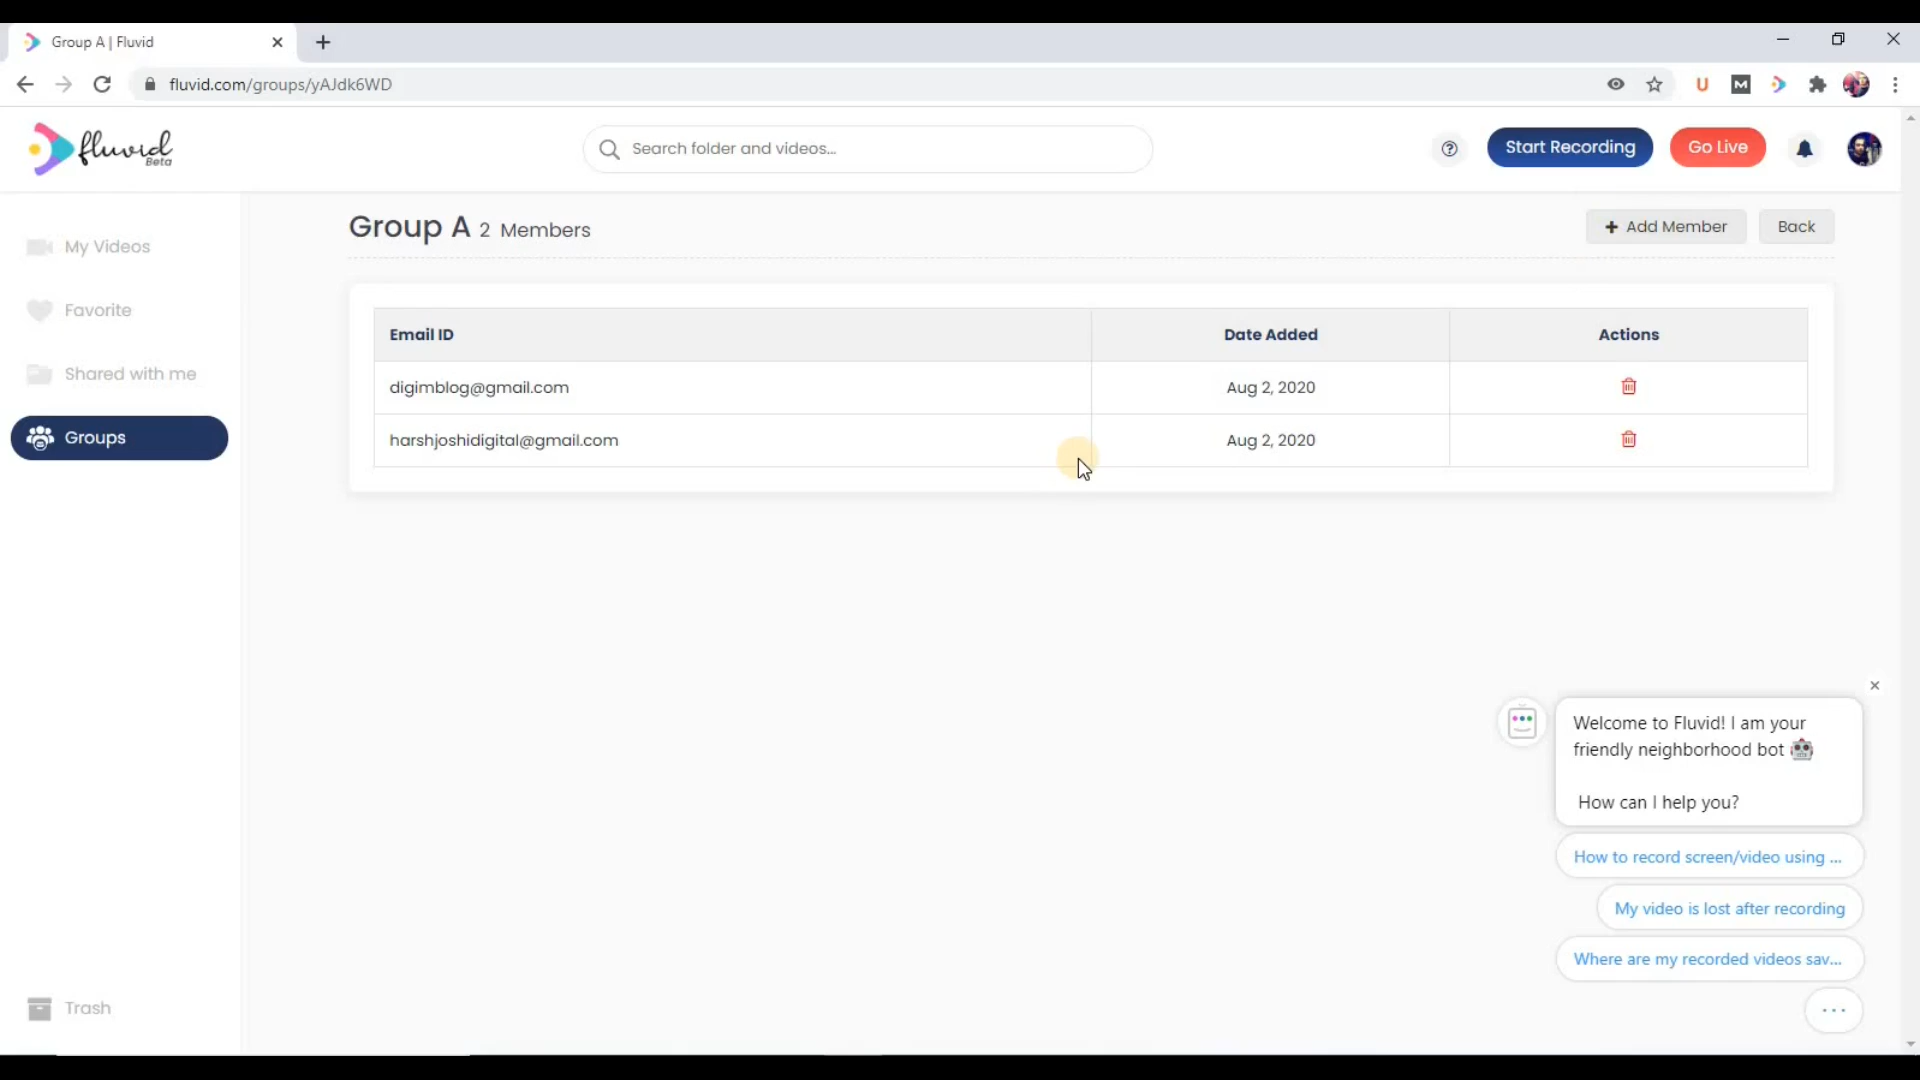 Group A | Fluvid
fluvid.com/groups/yAJdk6WD
fluvid
Beta
Search folder and videos...
Start Recording
Go Live
My Videos
Favorite
Shared with me
Groups
Trash
Group A 2 Members
+ Add Member
Back
Email ID Date Added Actions
digimblog@gmail.com Aug 2, 2020
harshjoshidigital@gmail.com Aug 2, 2020
Welcome to Fluvid! I am your
friendly neighborhood bot 🤖
How can I help you?
How to record screen/video using ...
My video is lost after recording
Where are my recorded videos sav...
...